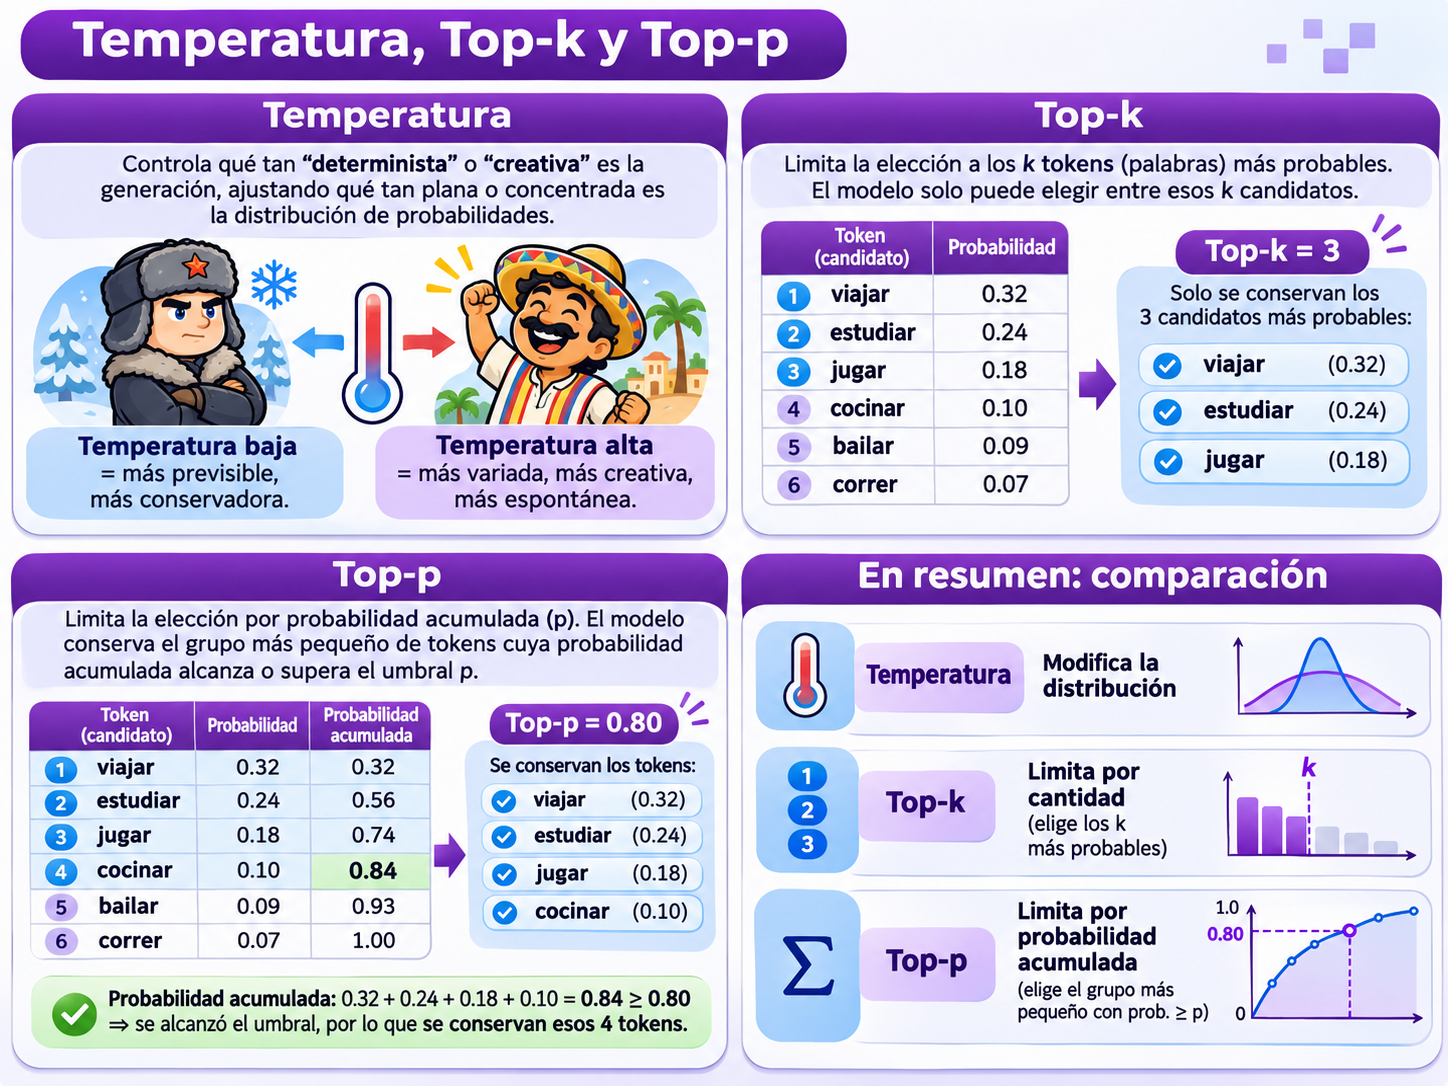 Temperatura, Top-k y Top-p
Temperatura
Controla qué tan “determinista” o “creativa” es la
generación, ajustando qué tan plana o concentrada es
la distribución de probabilidades.
Temperatura baja
= más previsible,
más conservadora.
Temperatura alta
= más variada, más creativa,
más espontánea.
Top-k
Limita la elección a los k tokens (palabras) más probables.
El modelo solo puede elegir entre esos k candidatos.
Token
(candidato)
Probabilidad
1 viajar 0.32
2 estudiar 0.24
3 jugar 0.18
4 cocinar 0.10
5 bailar 0.09
6 correr 0.07
Top-k = 3
Solo se conservan los
3 candidatos más probables:
viajar (0.32)
estudiar (0.24)
jugar (0.18)
Top-p
Limita la elección por probabilidad acumulada (p). El modelo
conserva el grupo más pequeño de tokens cuya probabilidad
acumulada alcanza o supera el umbral p.
Token
(candidato)
Probabilidad
Probabilidad
acumulada
1 viajar 0.32 0.32
2 estudiar 0.24 0.56
3 jugar 0.18 0.74
4 cocinar 0.10 0.84
5 bailar 0.09 0.93
6 correr 0.07 1.00
Top-p = 0.80
Se conservan los tokens:
viajar (0.32)
estudiar (0.24)
jugar (0.18)
cocinar (0.10)
Probabilidad acumulada: 0.32 + 0.24 + 0.18 + 0.10 = 0.84 ≥ 0.80
⇒ se alcanzó el umbral, por lo que se conservan esos 4 tokens.
En resumen: comparación
Temperatura
Modifica la
distribución
1
2
3
Top-k
Limita por
cantidad
(elige los k
más probables)
k
Σ
Top-p
Limita por
probabilidad
acumulada
(elige el grupo más
pequeño con prob. ≥ p)
1.0
0.80
0